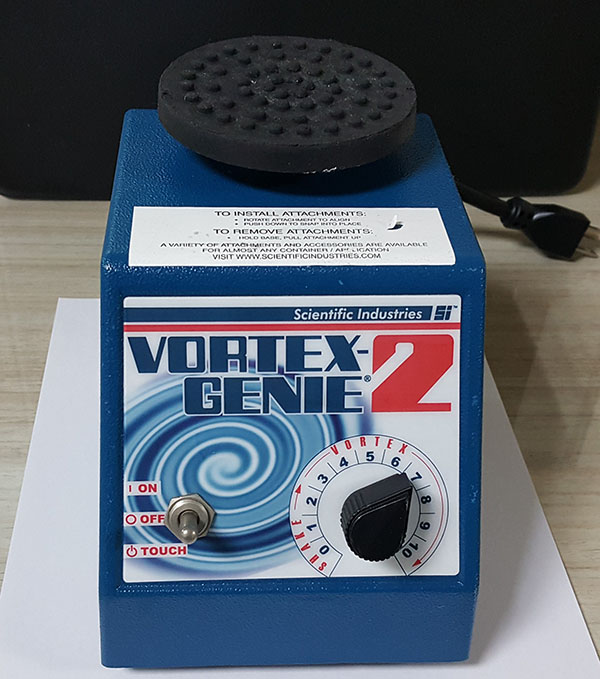 TO INSTALL ATTACHMENTS:
• ROTATE ATTACHMENT TO ALIGN
• PUSH DOWN TO SNAP INTO PLACE
TO REMOVE ATTACHMENTS:
• HOLD BASE, PULL ATTACHMENT UP
A VARIETY OF ATTACHMENTS AND ACCESSORIES ARE AVAILABLE
FOR ALMOST ANY CONTAINER / APPLICATION
VISIT WWW.SCIENTIFICINDUSTRIES.COM
Scientific Industries SI™
VORTEX-
GENIE® 2
VORTEX
SHAKE
0 1 2 3 4 5 6 7 8 9 10
I ON
O OFF
⏻ TOUCH